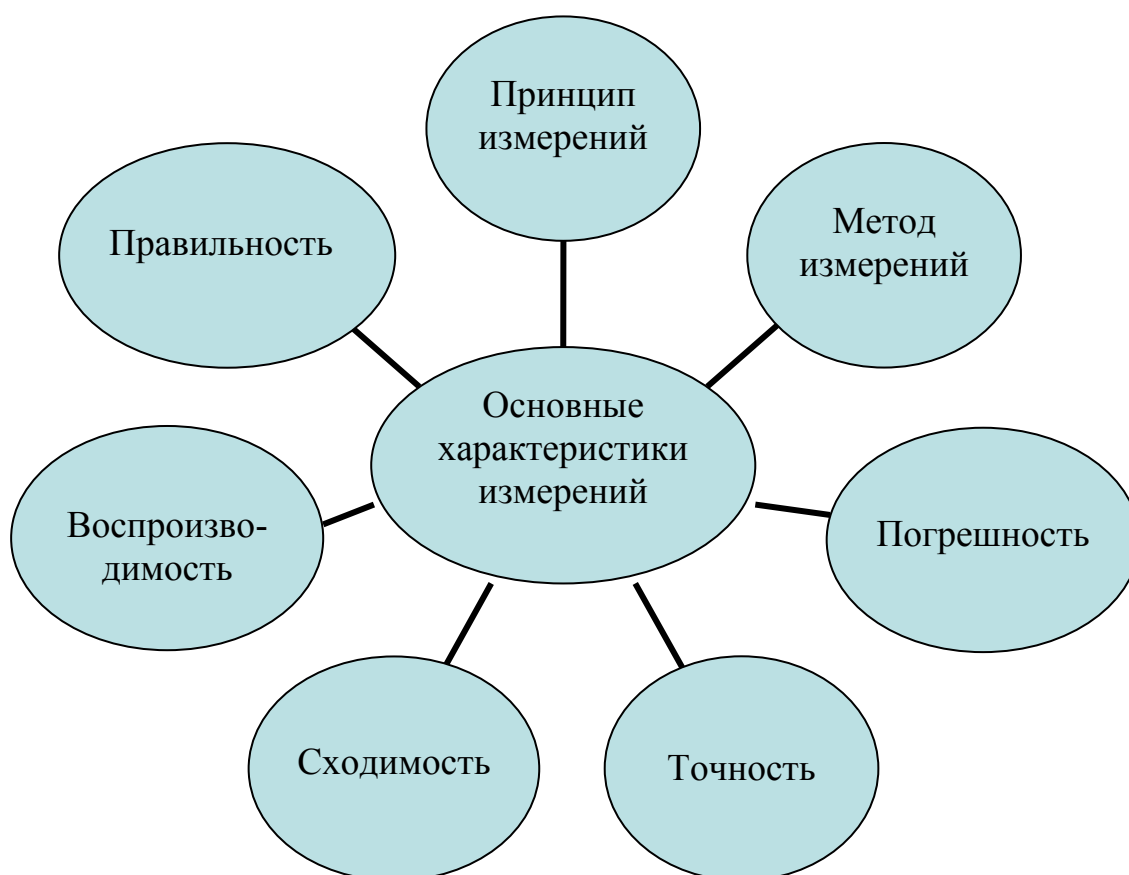 Принцип
измерений
Правильность
Метод
измерений
Основные
характеристики
измерений
Воспроизво-
димость
Погрешность
Сходимость
Точность